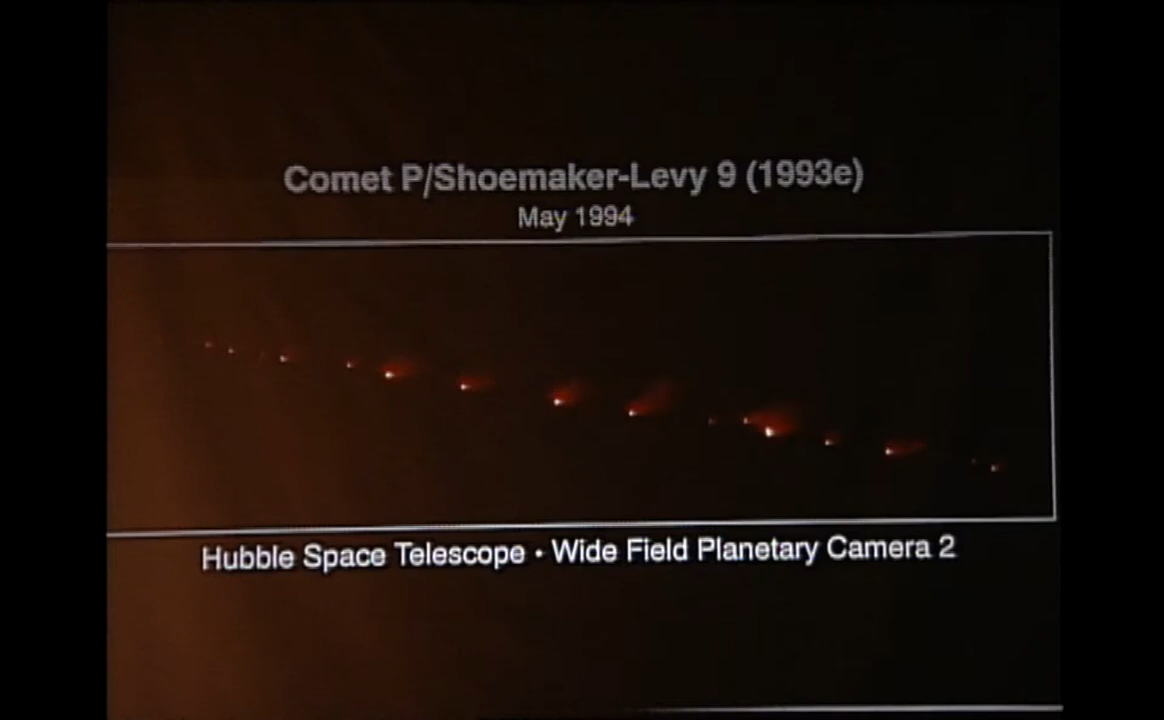 Comet P/Shoemaker-Levy 9 (1993e)
May 1994
Hubble Space Telescope • Wide Field Planetary Camera 2